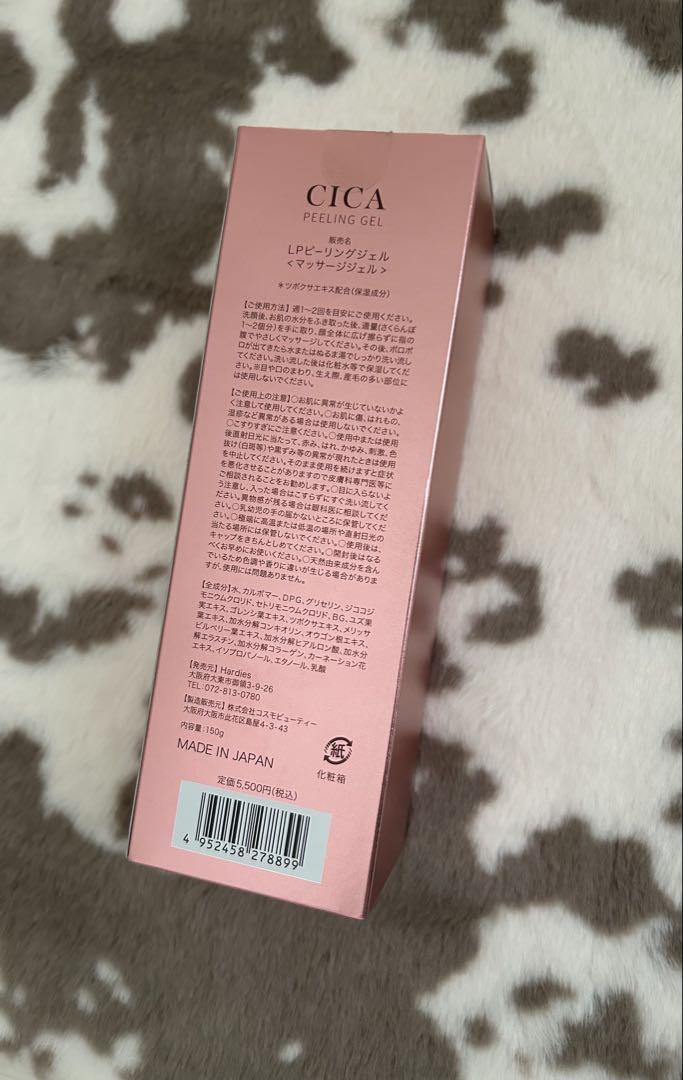 CICA
PEELING GEL
販売名
LPピーリングジェル
<マッサージジェル>
＊ツボクサエキス配合(保湿成分)
【ご使用方法】週1〜2回を目安にご使用ください。
洗顔後、お肌の水分をふき取った後、適量(さくらんぼ
1〜2個分)を手に取り、顔全体に広げ擦らずに指の
腹でやさしくマッサージしてください。その後、ポロポ
ロが出てきたら水またはぬるま湯でしっかり洗い流し
てください。洗い流した後は化粧水等で保湿してくだ
さい。※目や口のまわり、生え際、産毛の多い部位に
は使用しないでください。
【ご使用上の注意】○お肌に異常が生じていないかよ
く注意して使用してください。○お肌に傷、はれもの、
湿疹など異常がある場合は使用しないでください。
○こすりすぎにご注意ください。○使用中または使用
後直射日光に当たって、赤み、はれ、かゆみ、刺激、色
抜け(白斑等)や黒ずみ等の異常が現れたときは使用
を中止してください。そのまま使用を続けますと症状
を悪化させることがありますので皮膚科専門医等に
ご相談されることをお勧めします。○目に入らないよ
う注意し、入った場合はこすらずにすぐ洗い流してく
ださい。異物感が残る場合は眼科医に相談してくだ
さい。○乳幼児の手の届かないところに保管してくだ
さい。○極端に高温または低温の場所や直射日光の
当たる場所には保管しないでください。○使用後は、
キャップをきちんとしめてください。○開封後はなる
べくお早めにお使いください。○天然由来成分を含ん
でいるため色調や香りに違いが生じる場合がありま
すが、使用には問題ありません。
【全成分】水、カルボマー、DPG、グリセリン、ジココジ
モニウムクロリド、セトリモニウムクロリド、BG、ユズ果
実エキス、ゴレンシ葉エキス、ツボクサエキス、メリッサ
葉エキス、加水分解コンキオリン、オウゴン根エキス、
ビルベリー葉エキス、加水分解ヒアルロン酸、加水分
解エラスチン、加水分解コラーゲン、カーネーション花
エキス、イソプロパノール、エタノール、乳酸
【発売元】Hardies
大阪府大東市御領3-9-26
TEL:072-813-0780
【製造販売元】株式会社コスモビューティー
大阪府大阪市此花区島屋4-3-43
内容量:150g
MADE IN JAPAN
紙
化粧箱
定価5,500円(税込)
4 952458 278899